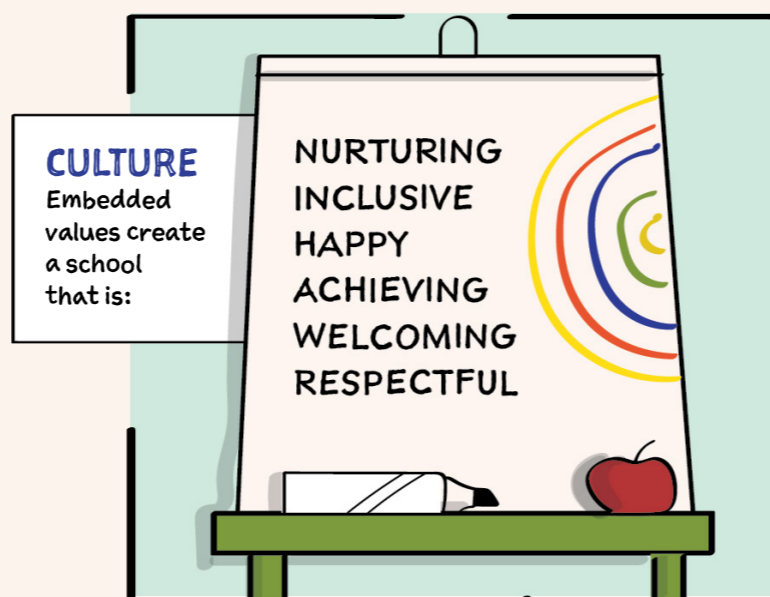 CULTURE
Embedded
values create
a school
that is:
NURTURING
INCLUSIVE
HAPPY
ACHIEVING
WELCOMING
RESPECTFUL